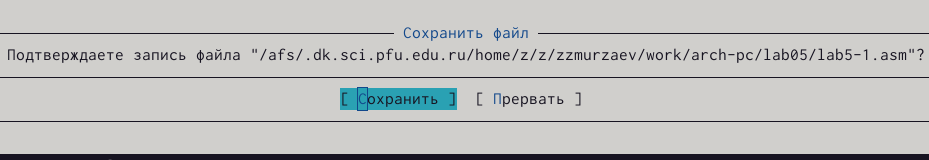 Сохранить файл
Подтверждаете запись файла "/afs/.dk.sci.pfu.edu.ru/home/z/z/zzmurzaev/work/arch-pc/lab05/lab5-1.asm"?
[ Сохранить ] [ Прервать ]